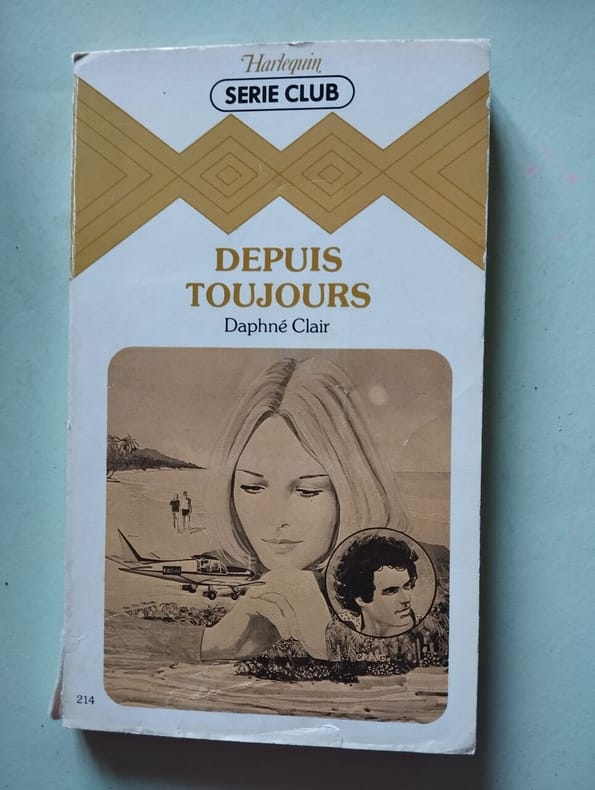 Harlequin
SERIE CLUB
DEPUIS
TOUJOURS
Daphné Clair
214